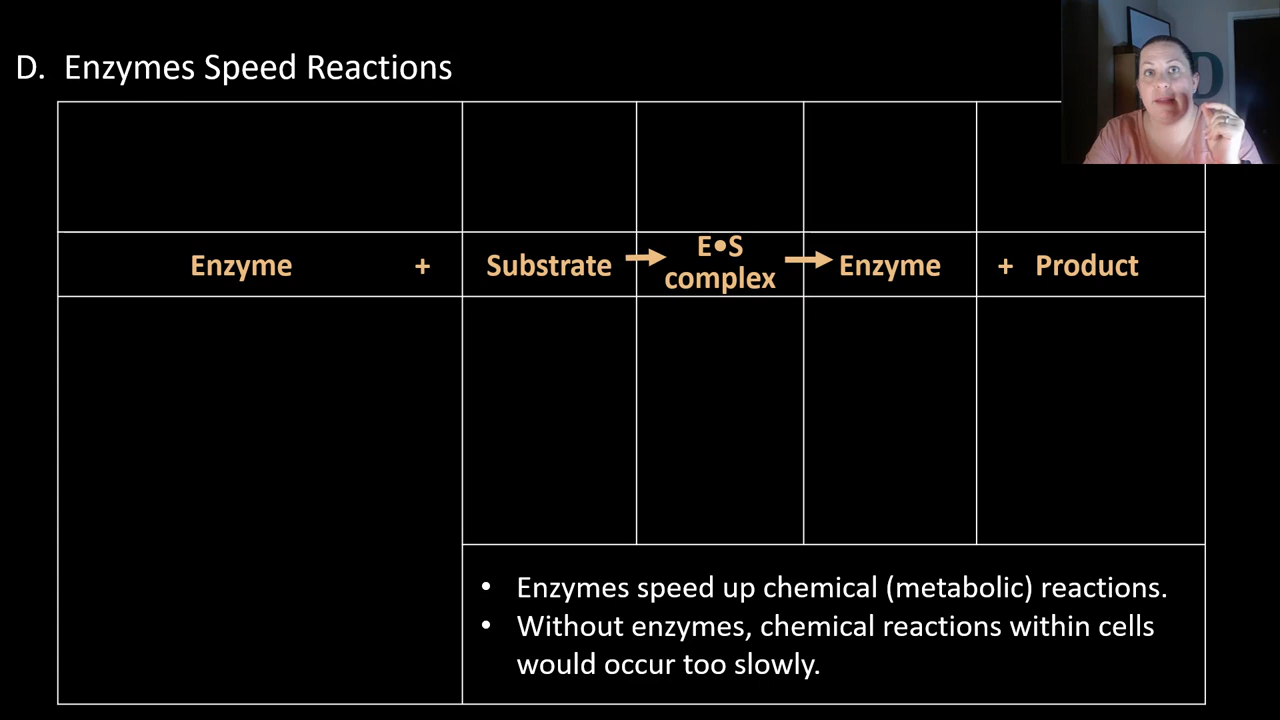 D. Enzymes Speed Reactions
Enzyme + Substrate → E•S complex → Enzyme + Product
• Enzymes speed up chemical (metabolic) reactions.
• Without enzymes, chemical reactions within cells
would occur too slowly.